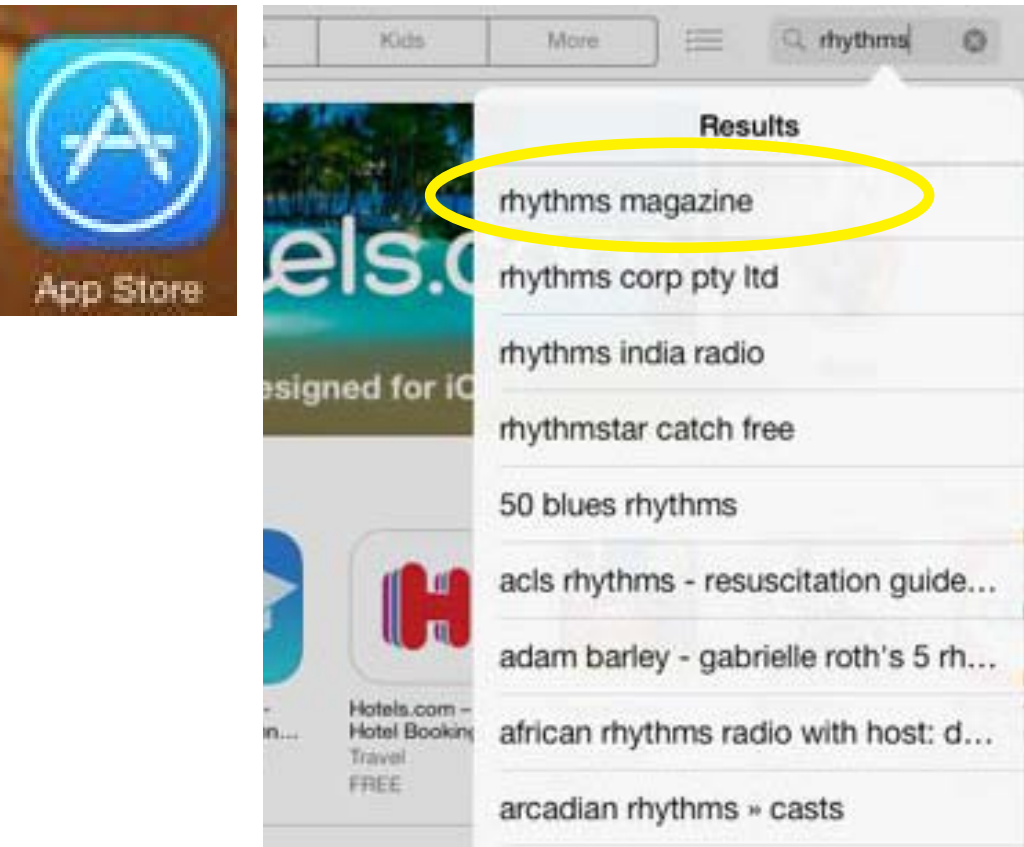 App Store
Kids
More
rhythms
Results
rhythms magazine
rhythms corp pty ltd
rhythms india radio
rhythmstar catch free
50 blues rhythms
acls rhythms - resuscitation guide...
adam barley - gabrielle roth's 5 rh...
african rhythms radio with host: d...
arcadian rhythms » casts
els.c
esigned for iO
H
n...
Hotels.com –
Hotel Booking
Travel
FREE